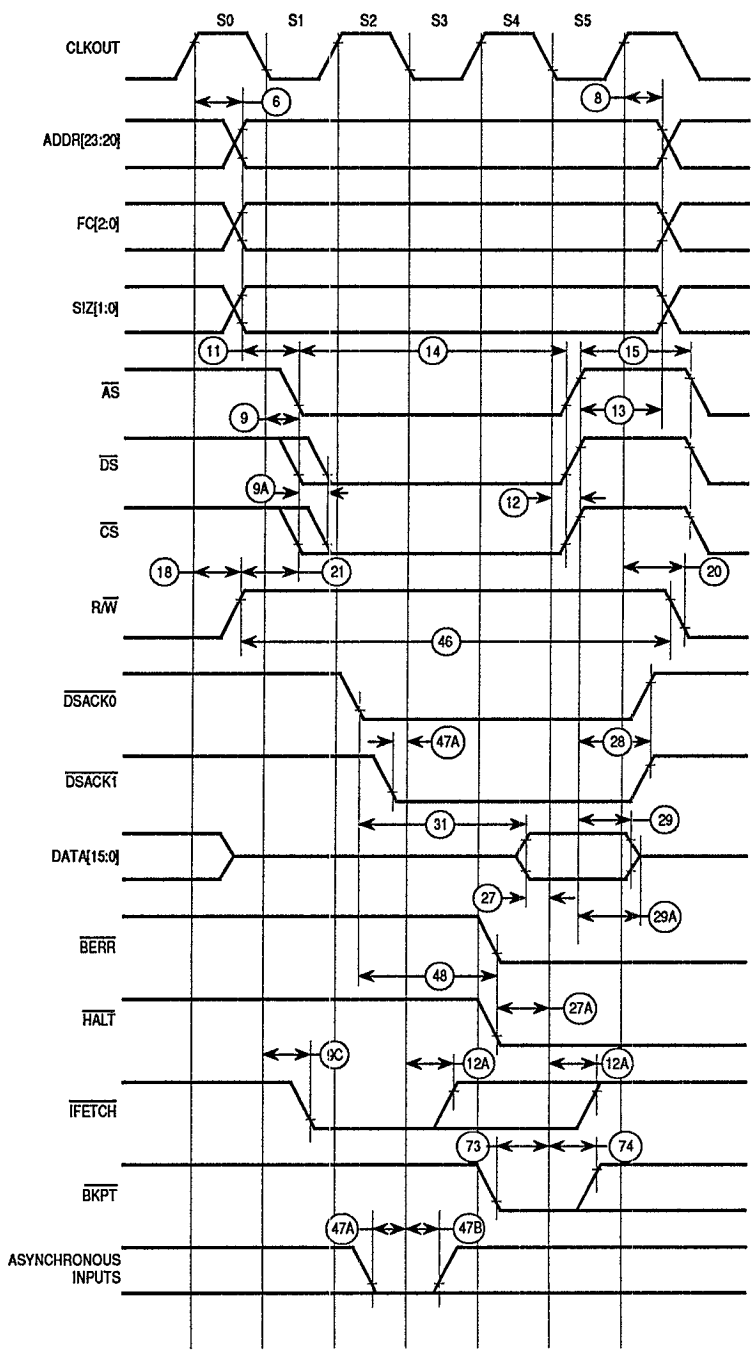 S0 S1 S2 S3 S4 S5
CLKOUT
6 8
ADDR[23:20]
FC[2:0]
SIZ[1:0]
11 14 15
AS
9 13
DS
9A 12
CS
18 21 20
R/W
46
DSACK0
47A 28
DSACK1
31 29
DATA[15:0]
27
29A
BERR
48
27A
HALT
9C 12A 12A
IFETCH
73 74
BKPT
47A 47B
ASYNCHRONOUS
INPUTS